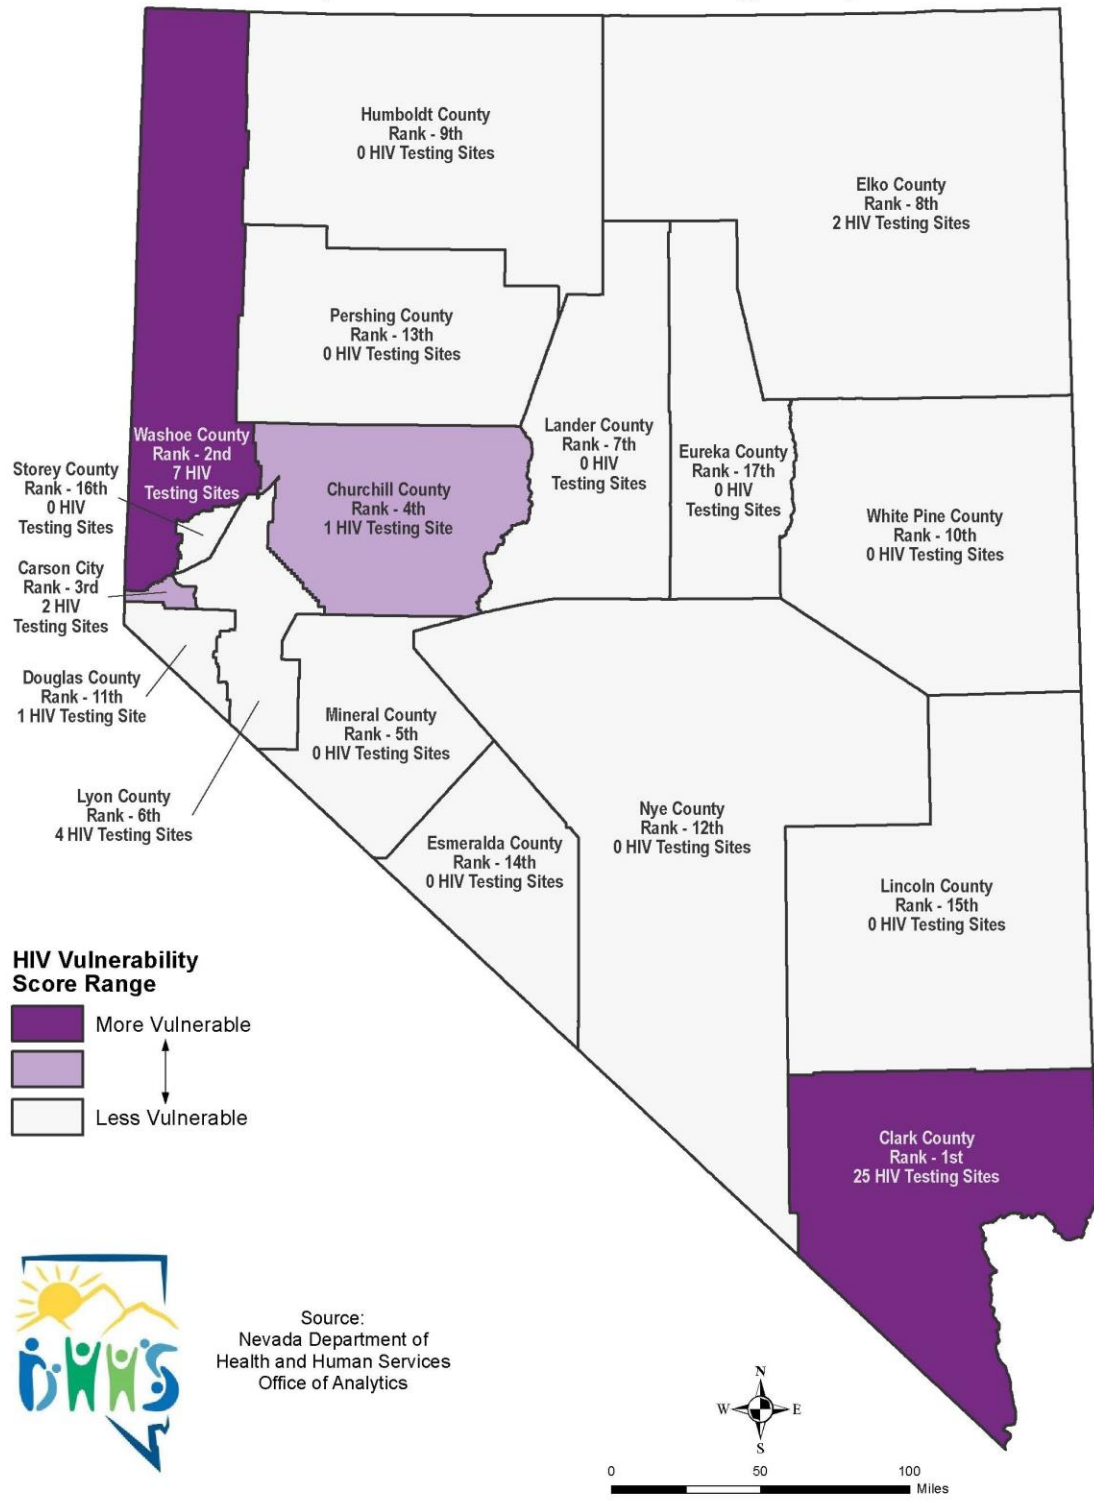 Humboldt County
Rank - 9th
0 HIV Testing Sites
Elko County
Rank - 8th
2 HIV Testing Sites
Pershing County
Rank - 13th
0 HIV Testing Sites
Washoe County
Rank - 2nd
7 HIV
Testing Sites
Storey County
Rank - 16th
0 HIV
Testing Sites
Churchill County
Rank - 4th
1 HIV Testing Site
Lander County
Rank - 7th
0 HIV
Testing Sites
Eureka County
Rank - 17th
0 HIV
Testing Sites
White Pine County
Rank - 10th
0 HIV Testing Sites
Carson City
Rank - 3rd
2 HIV
Testing Sites
Douglas County
Rank - 11th
1 HIV Testing Site
Mineral County
Rank - 5th
0 HIV Testing Sites
Lyon County
Rank - 6th
4 HIV Testing Sites
Esmeralda County
Rank - 14th
0 HIV Testing Sites
Nye County
Rank - 12th
0 HIV Testing Sites
Lincoln County
Rank - 15th
0 HIV Testing Sites
Clark County
Rank - 1st
25 HIV Testing Sites
HIV Vulnerability
Score Range
More Vulnerable
Less Vulnerable
DHHS
Source:
Nevada Department of
Health and Human Services
Office of Analytics
N
W E
S
0 50 100
Miles